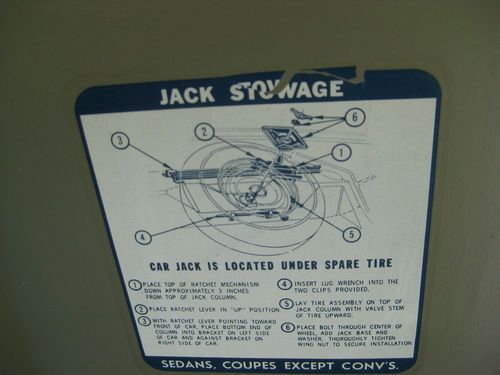 JACK STOWAGE
6
2
3
1
4
5
CAR JACK IS LOCATED UNDER SPARE TIRE
1 PLACE TOP OF RATCHET MECHANISM
DOWN APPROXIMATELY 3 INCHES
FROM TOP OF JACK COLUMN.
2 PLACE RATCHET LEVER IN "UP" POSITION
3 WITH RATCHET LEVER POINTING TOWARD
FRONT OF CAR, PLACE BOTTOM END OF
COLUMN INTO BRACKET ON LEFT SIDE
OF CAR AND AGAINST BRACKET ON
RIGHT SIDE OF CAR.
4 INSERT LUG WRENCH INTO THE
TWO CLIPS PROVIDED.
5 LAY TIRE ASSEMBLY ON TOP OF
JACK COLUMN WITH VALVE STEM
OF TIRE UPWARD.
6 PLACE BOLT THROUGH CENTER OF
WHEEL, ADD JACK BASE AND
WASHER. THOROUGHLY TIGHTEN
WING NUT TO SECURE INSTALLATION
SEDANS, COUPES EXCEPT CONV'S.